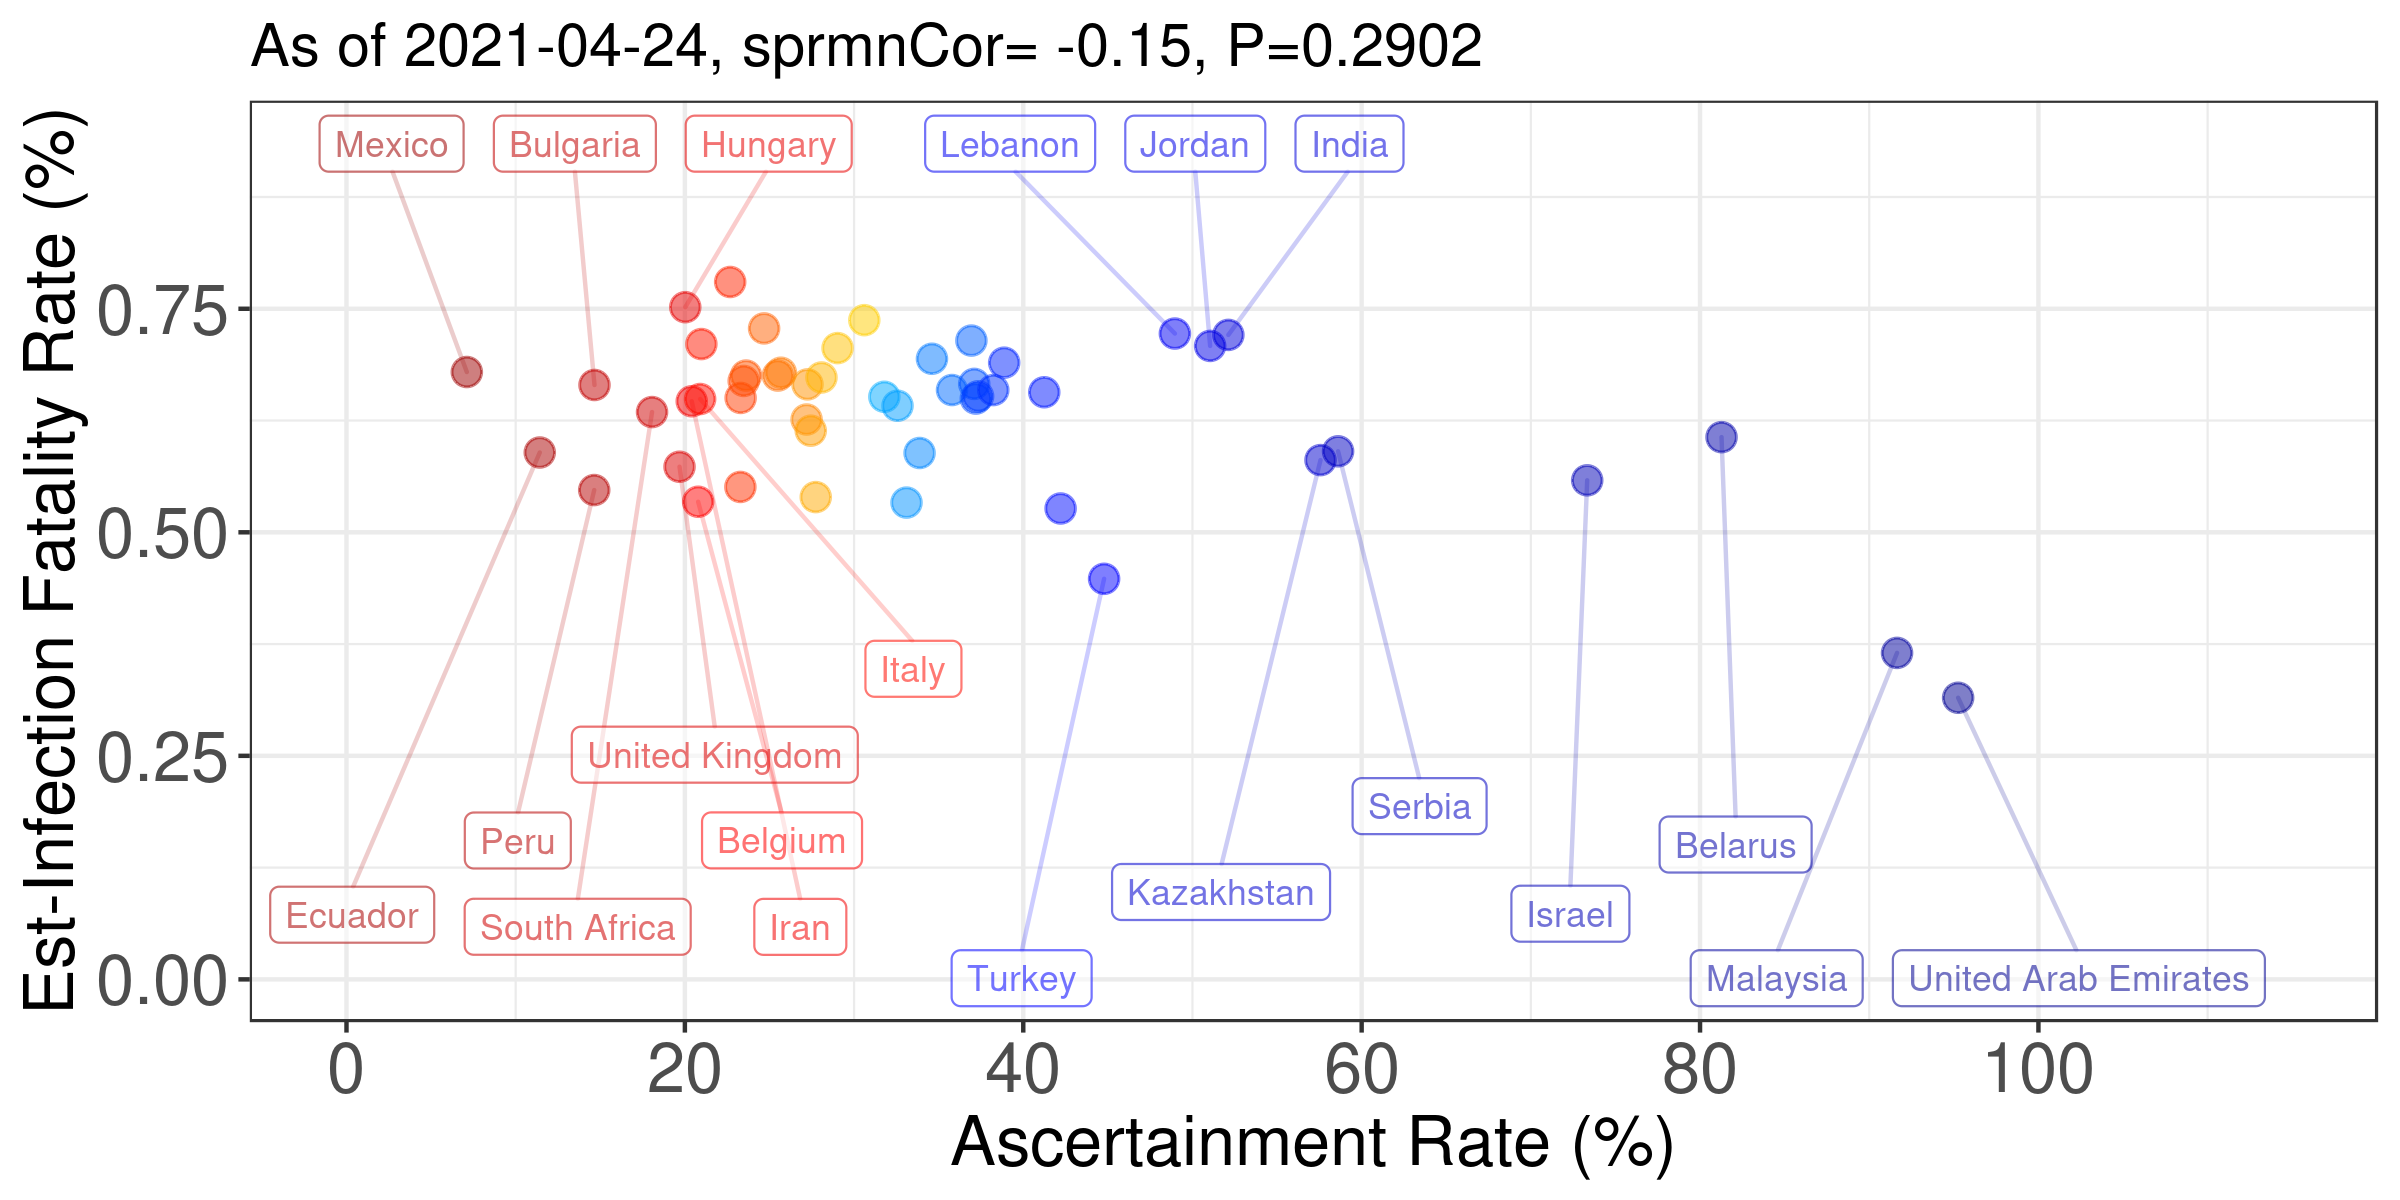 As of 2021-04-24, sprmnCor= -0.15, P=0.2902
Est-Infection Fatality Rate (%)
0.75
0.50
0.25
0.00
Mexico
Bulgaria
Hungary
Lebanon
Jordan
India
Italy
United Kingdom
Serbia
Peru
Belgium
Belarus
Kazakhstan
Ecuador
South Africa
Iran
Israel
Turkey
Malaysia
United Arab Emirates
0
20
40
60
80
100
Ascertainment Rate (%)